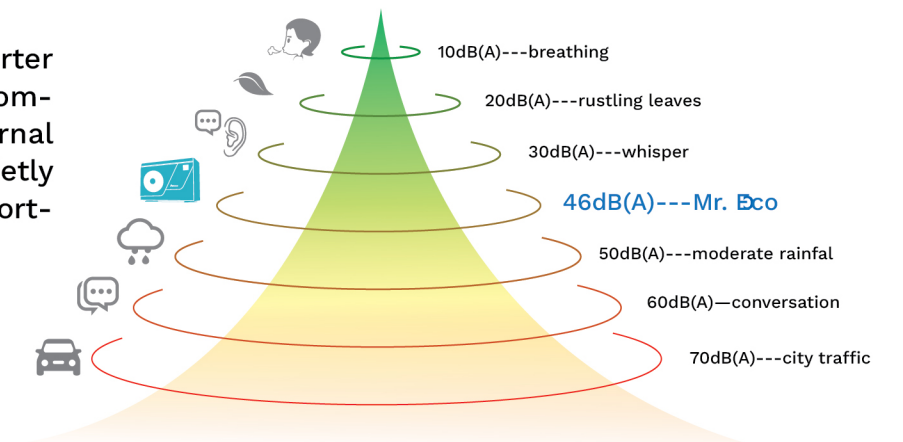 rter
om-
rnal
etly
ort-
10dB(A)---breathing
20dB(A)---rustling leaves
30dB(A)---whisper
46dB(A)---Mr. Eco
50dB(A)---moderate rainfal
60dB(A)—conversation
70dB(A)---city traffic